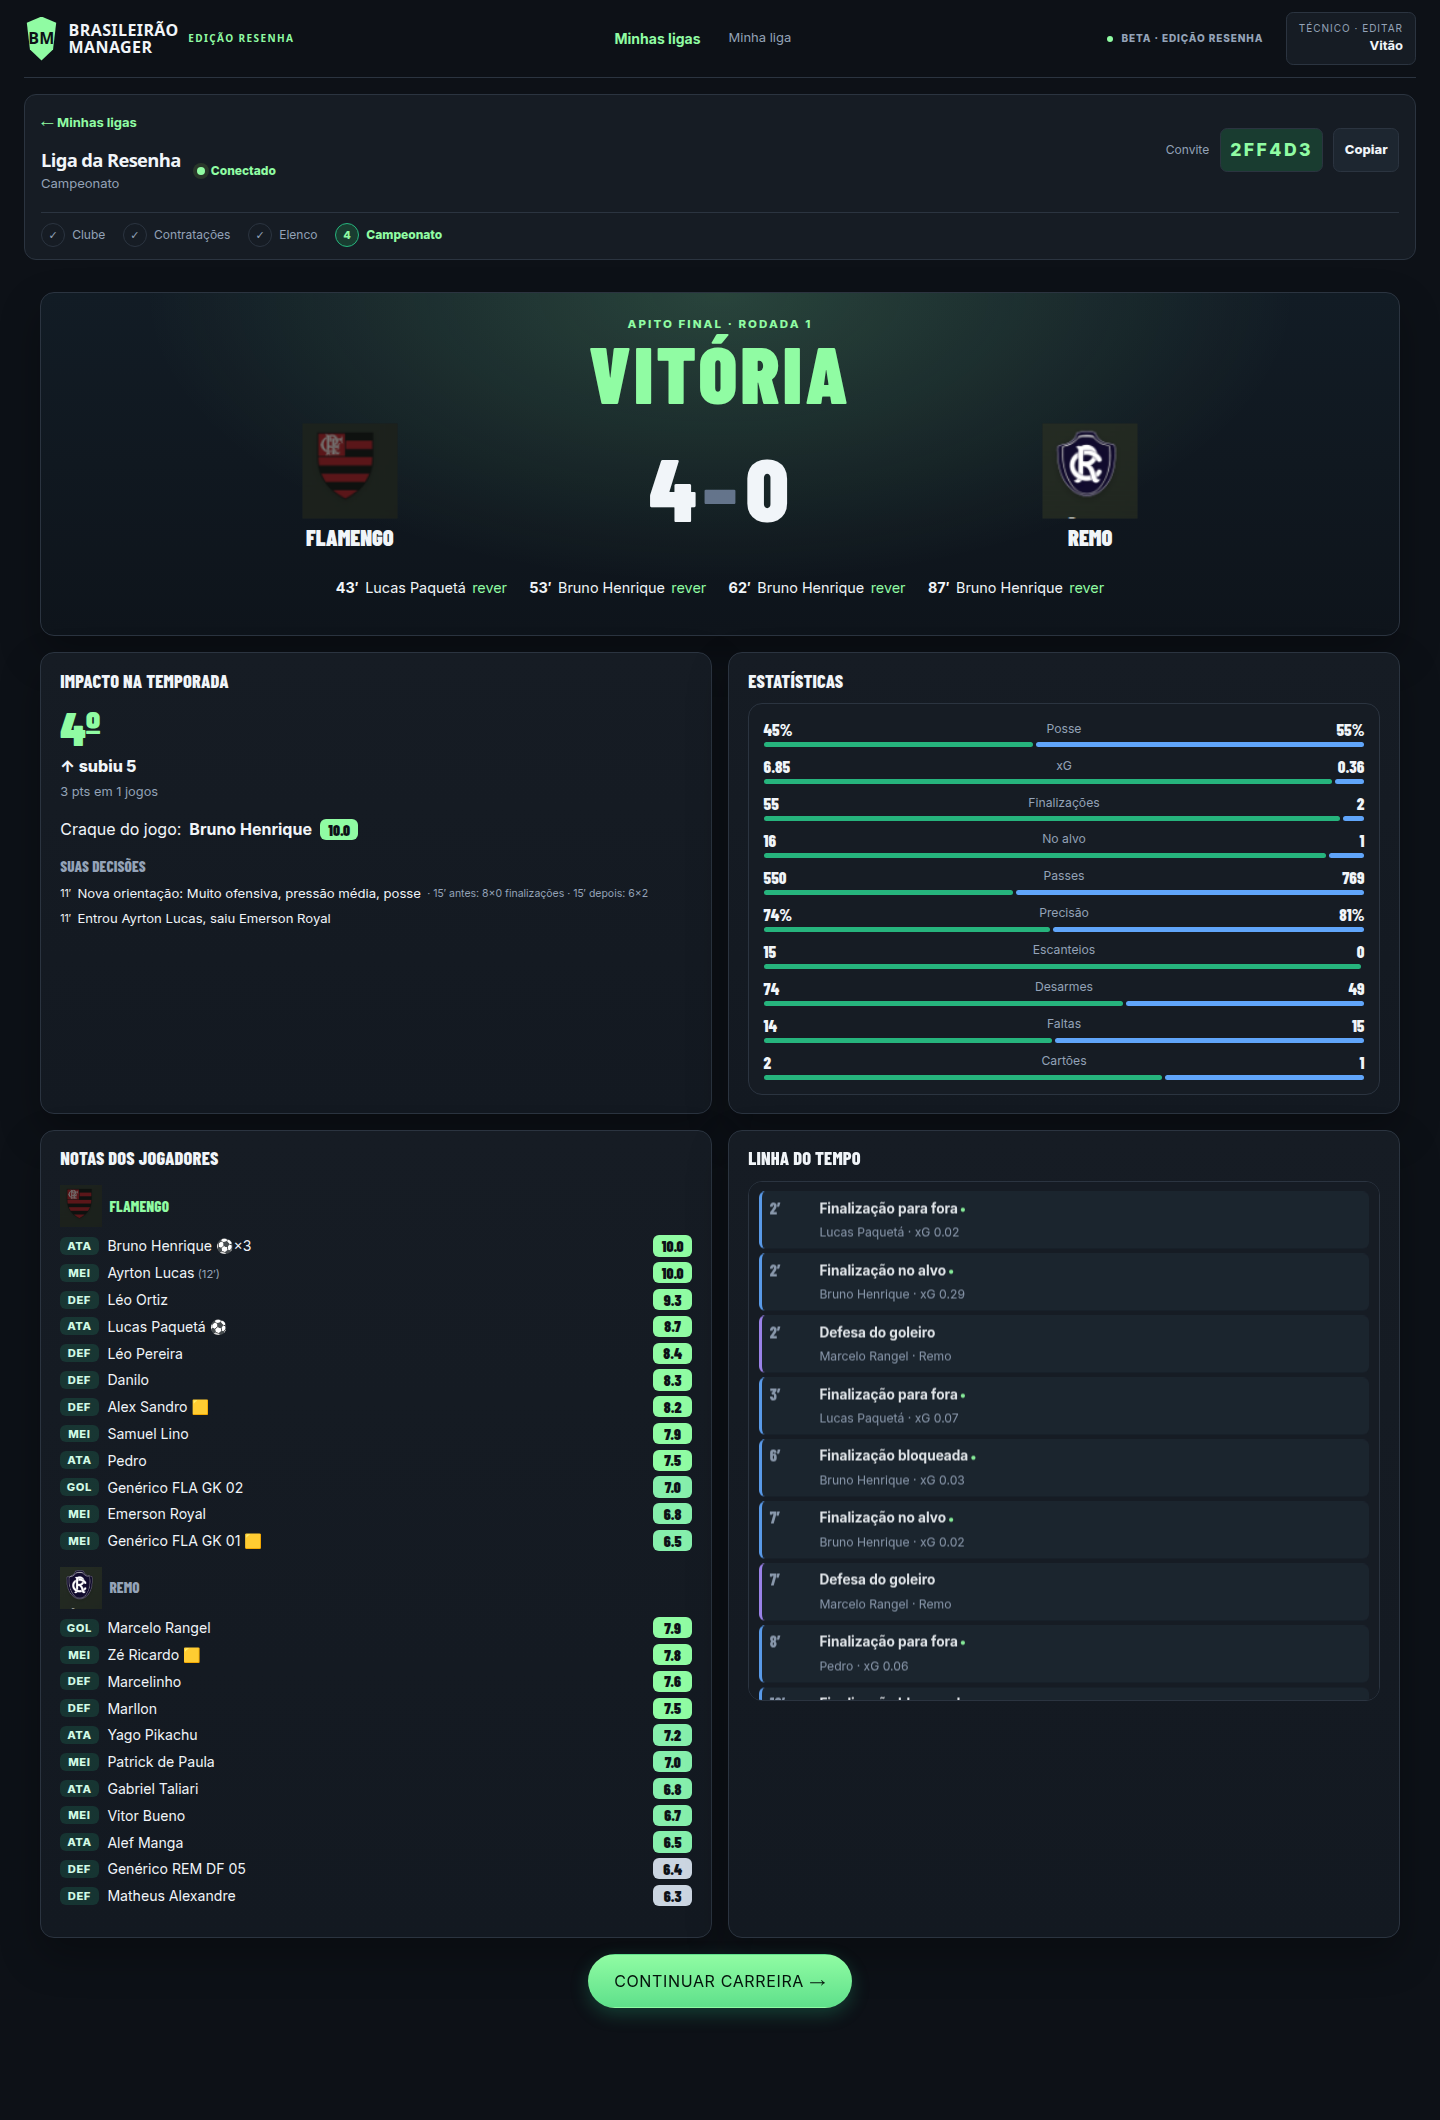 BM
BRASILEIRÃO
MANAGER
EDIÇÃO RESENHA
Minhas ligas
Minha liga
BETA · EDIÇÃO RESENHA
TÉCNICO · EDITAR
Vitão
← Minhas ligas
Liga da Resenha
Campeonato
Conectado
Convite
2FF4D3
Copiar
✓ Clube
✓ Contratações
✓ Elenco
4 Campeonato
APITO FINAL · RODADA 1
VITÓRIA
4-0
FLAMENGO
REMO
43' Lucas Paquetá rever 53' Bruno Henrique rever 62' Bruno Henrique rever 87' Bruno Henrique rever
IMPACTO NA TEMPORADA
4º
↑ subiu 5
3 pts em 1 jogos
Craque do jogo: Bruno Henrique 10.0
SUAS DECISÕES
11' Nova orientação: Muito ofensiva, pressão média, posse · 15' antes: 8×0 finalizações · 15' depois: 6×2
11' Entrou Ayrton Lucas, saiu Emerson Royal
ESTATÍSTICAS
45% Posse 55%
6.85 xG 0.36
55 Finalizações 2
16 No alvo 1
550 Passes 769
74% Precisão 81%
15 Escanteios 0
74 Desarmes 49
14 Faltas 15
2 Cartões 1
NOTAS DOS JOGADORES
FLAMENGO
ATA Bruno Henrique ⚽×3 10.0
MEI Ayrton Lucas (12') 10.0
DEF Léo Ortiz 9.3
ATA Lucas Paquetá ⚽ 8.7
DEF Léo Pereira 8.4
DEF Danilo 8.3
DEF Alex Sandro 🟨 8.2
MEI Samuel Lino 7.9
ATA Pedro 7.5
GOL Genérico FLA GK 02 7.0
MEI Emerson Royal 6.8
MEI Genérico FLA GK 01 🟨 6.5
REMO
GOL Marcelo Rangel 7.9
MEI Zé Ricardo 🟨 7.8
DEF Marcelinho 7.6
DEF Marllon 7.5
ATA Yago Pikachu 7.2
MEI Patrick de Paula 7.0
ATA Gabriel Taliari 6.8
MEI Vitor Bueno 6.7
ATA Alef Manga 6.5
DEF Genérico REM DF 05 6.4
DEF Matheus Alexandre 6.3
LINHA DO TEMPO
2' Finalização para fora
Lucas Paquetá · xG 0.02
2' Finalização no alvo
Bruno Henrique · xG 0.29
2' Defesa do goleiro
Marcelo Rangel · Remo
3' Finalização para fora
Lucas Paquetá · xG 0.07
6' Finalização bloqueada
Bruno Henrique · xG 0.03
7' Finalização no alvo
Bruno Henrique · xG 0.02
7' Defesa do goleiro
Marcelo Rangel · Remo
8' Finalização para fora
Pedro · xG 0.06
CONTINUAR CARREIRA →